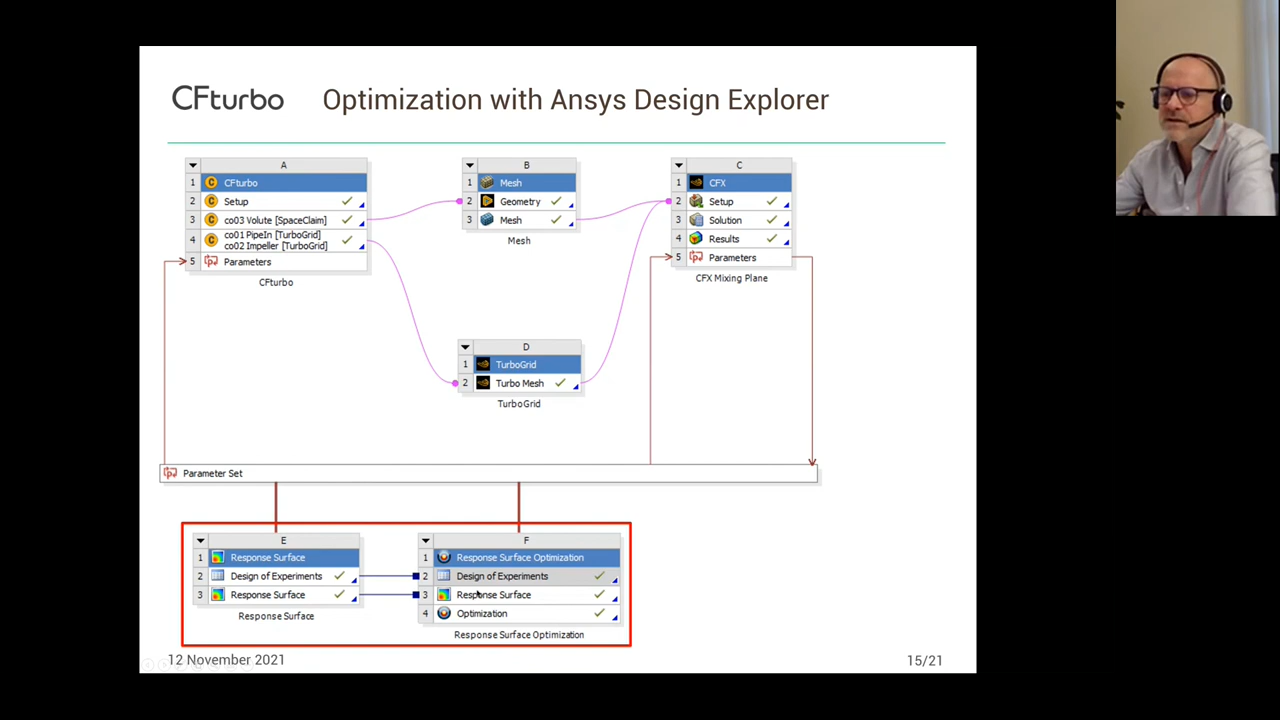 CFturbo
Optimization with Ansys Design Explorer
A
1 CFturbo
2 Setup
3 co03 Volute [SpaceClaim]
4 co01 PipeIn [TurboGrid]
co02 Impeller [TurboGrid]
5 Parameters
CFturbo
B
1 Mesh
2 Geometry
3 Mesh
Mesh
C
1 CFX
2 Setup
3 Solution
4 Results
5 Parameters
CFX Mixing Plane
D
1 TurboGrid
2 Turbo Mesh
TurboGrid
Parameter Set
E
1 Response Surface
2 Design of Experiments
3 Response Surface
Response Surface
F
1 Response Surface Optimization
2 Design of Experiments
3 Response Surface
4 Optimization
Response Surface Optimization
12 November 2021
15/21